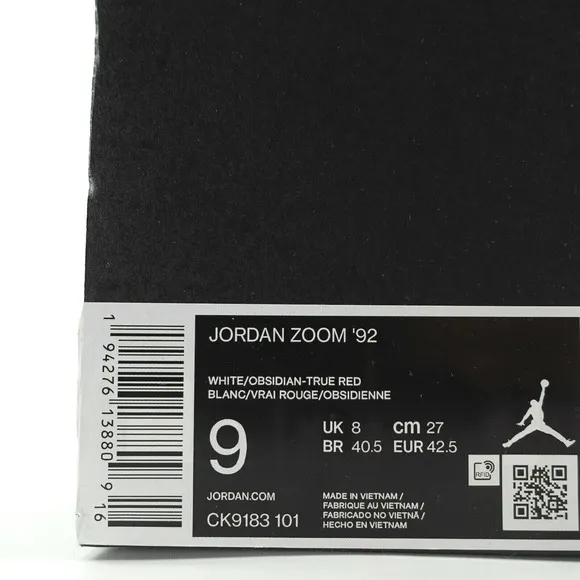 JORDAN ZOOM '92
WHITE/OBSIDIAN-TRUE RED
BLANC/VRAI ROUGE/OBSIDIENNE
9
UK 8 cm 27
BR 40.5 EUR 42.5
JORDAN.COM
CK9183 101
MADE IN VIETNAM /
FABRIQUE AU VIETNAM /
FABRICADO NO VIETNÃ /
HECHO EN VIETNAM
RFID
1 94276 13880 9 16